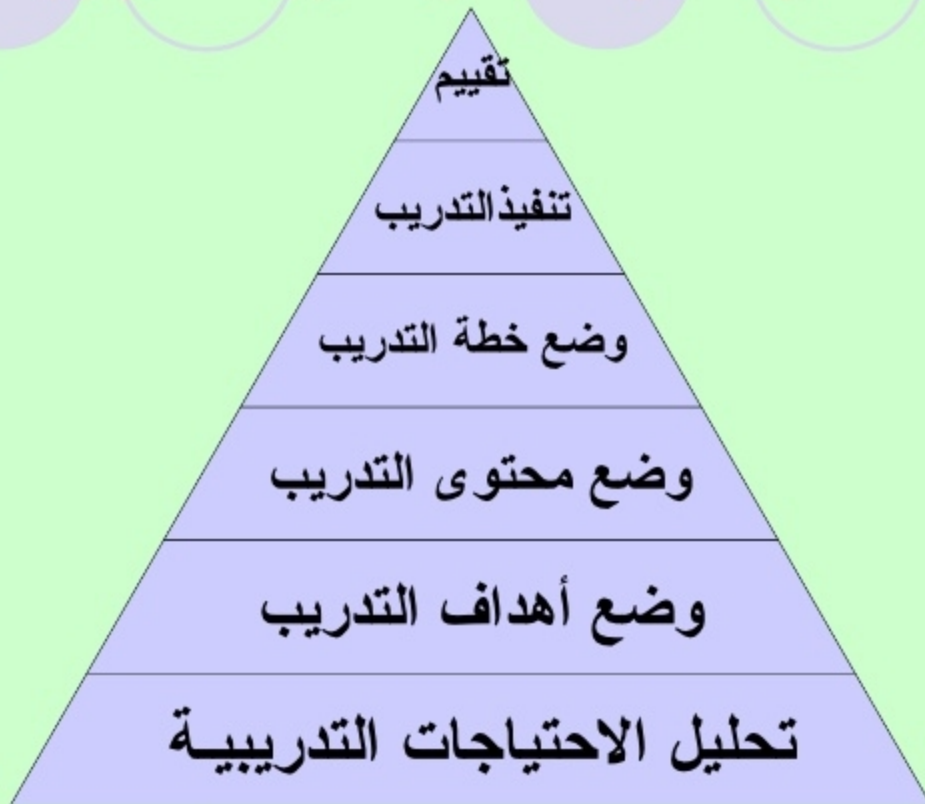 تقييم
تنفيذالتدريب
وضع خطة التدريب
وضع محتوى التدريب
وضع أهداف التدريب
تحليل الاحتياجات التدريبيـة